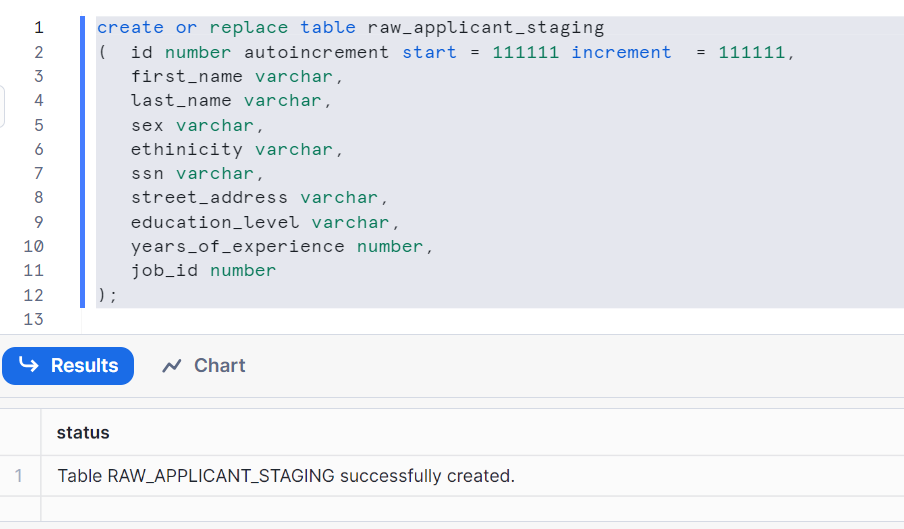 1 create or replace table raw_applicant_staging
2 ( id number autoincrement start = 111111 increment = 111111,
3 first_name varchar,
4 last_name varchar,
5 sex varchar,
6 ethinicity varchar,
7 ssn varchar,
8 street_address varchar,
9 education_level varchar,
10 years_of_experience number,
11 job_id number
12 );
13
Results Chart
status
1 Table RAW_APPLICANT_STAGING successfully created.